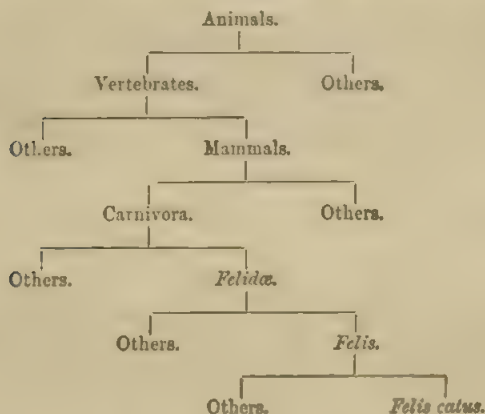 Animals.
Vertebrates. Others.
Others. Mammals.
Carnivora. Others.
Others. Felidæ.
Others. Felis.
Others. Felis catus.